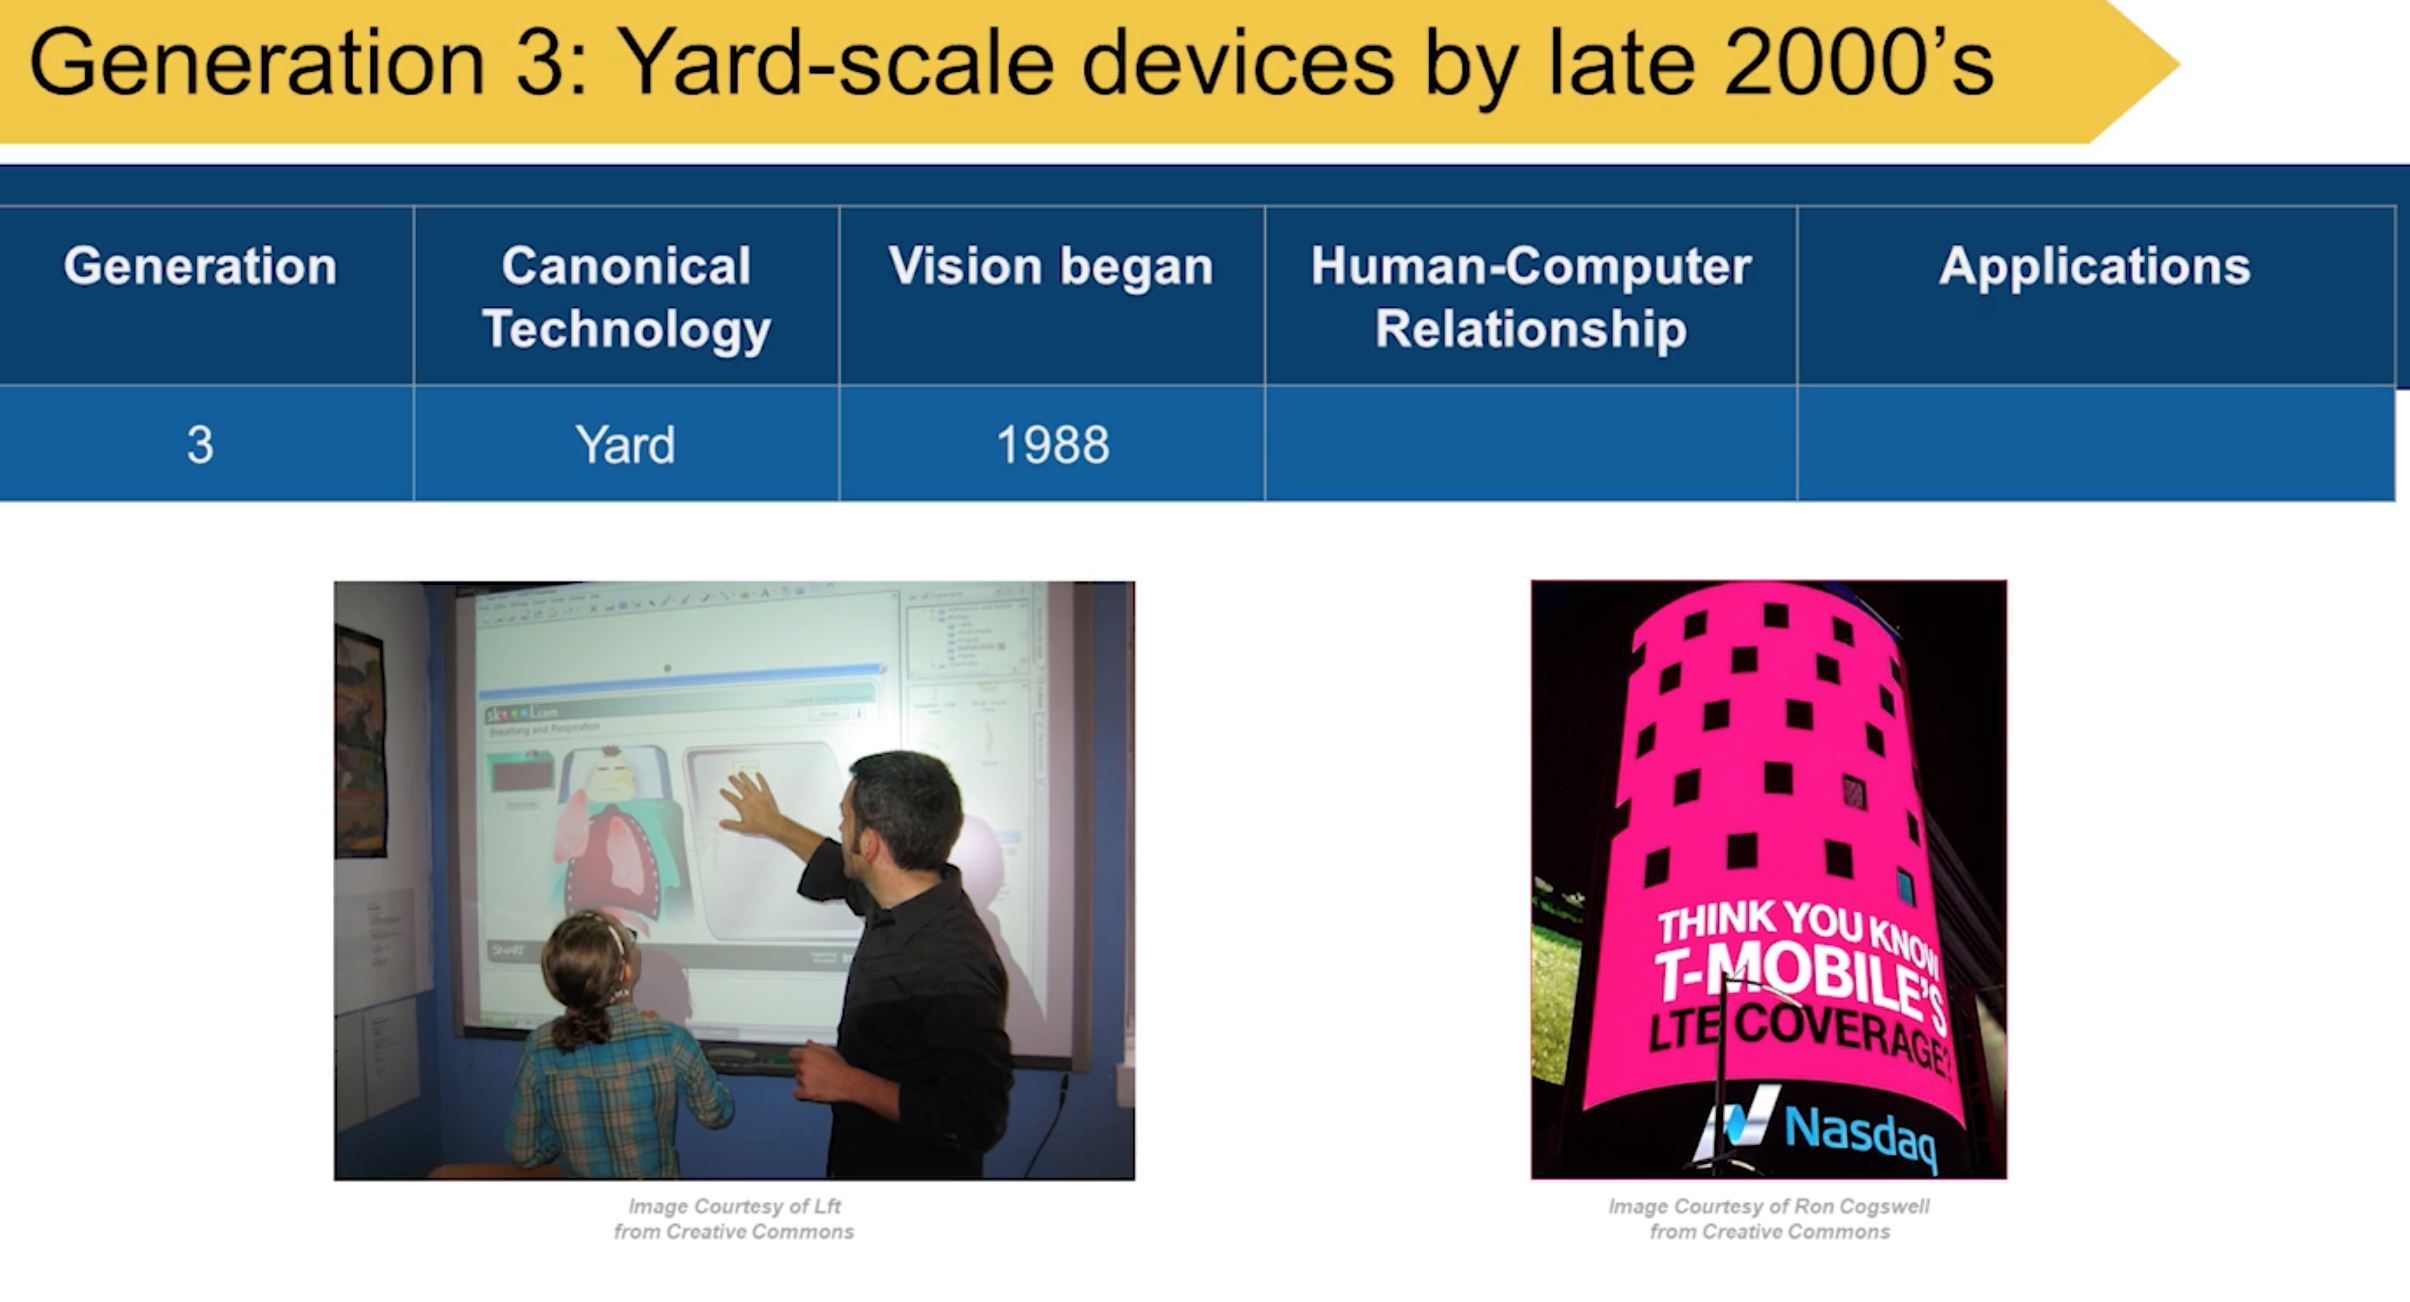 Generation 3: Yard-scale devices by late 2000's
Generation
Canonical
Technology
Vision began
Human-Computer
Relationship
Applications
3
Yard
1988
.com
Breathing and Respiration
SMART
THINK YOU KNOW
T-MOBILE'S
LTE COVERAGE?
Nasdaq
Image Courtesy of Lft
from Creative Commons
Image Courtesy of Ron Cogswell
from Creative Commons